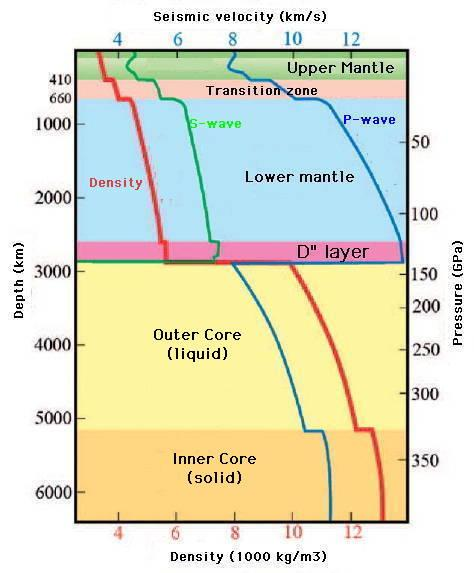 Seismic velocity (km/s)
4 6 8 10 12
Upper Mantle
410
Transition zone
660
S-wave
P-wave
1000
50
Density
Lower mantle
2000
100
D" layer
3000
150
200
Outer Core
(liquid)
4000
250
300
5000
Inner Core
(solid)
350
6000
Depth (km)
Pressure (GPa)
4 6 8 10 12
Density (1000 kg/m3)